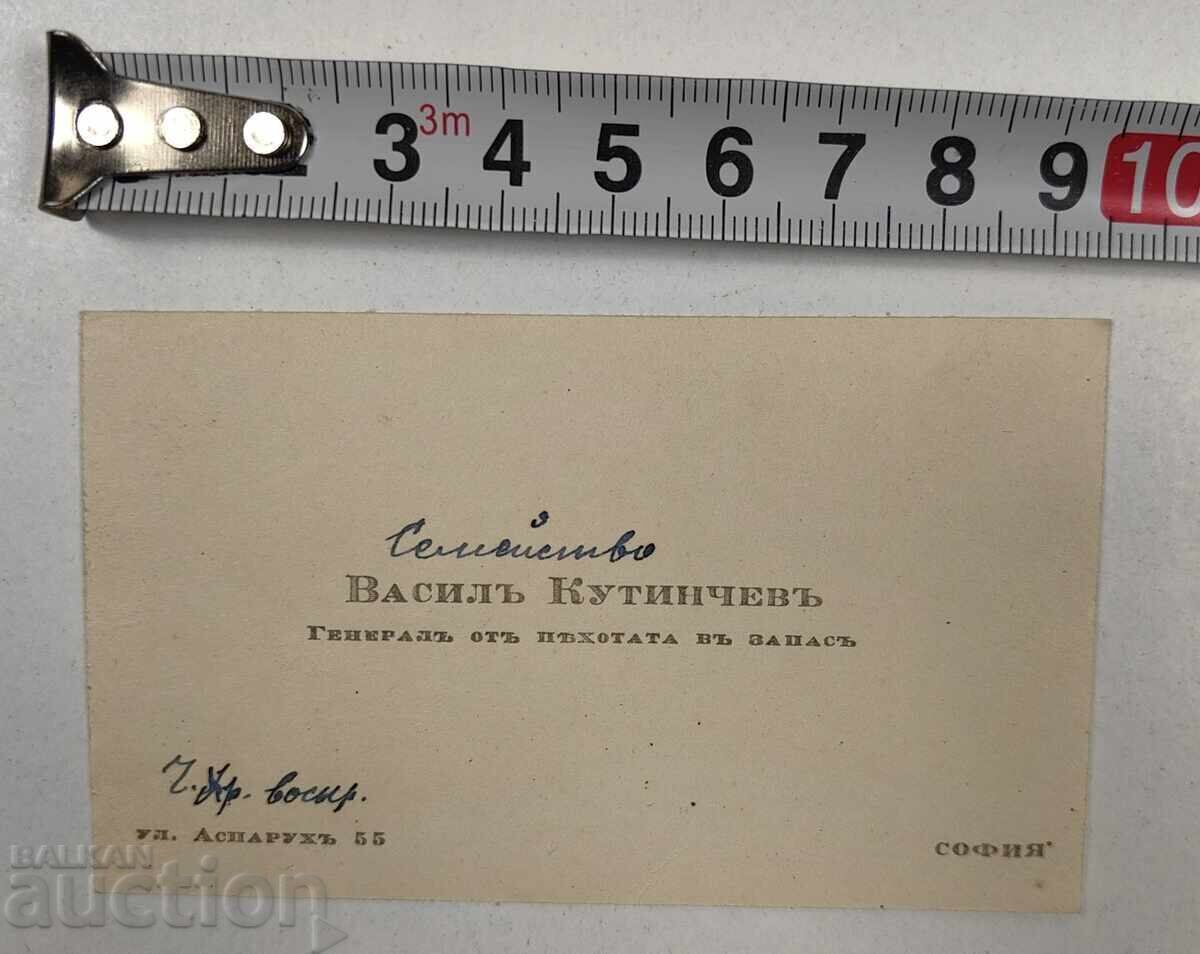 3 3m 4 5 6 7 8 9 10
Семейство
Василъ Кутинчевъ
Генералъ отъ пѣхотата въ запасъ
Ч. Хр. воскр.
ул. Аспарухъ 55
София
BALKAN
auction